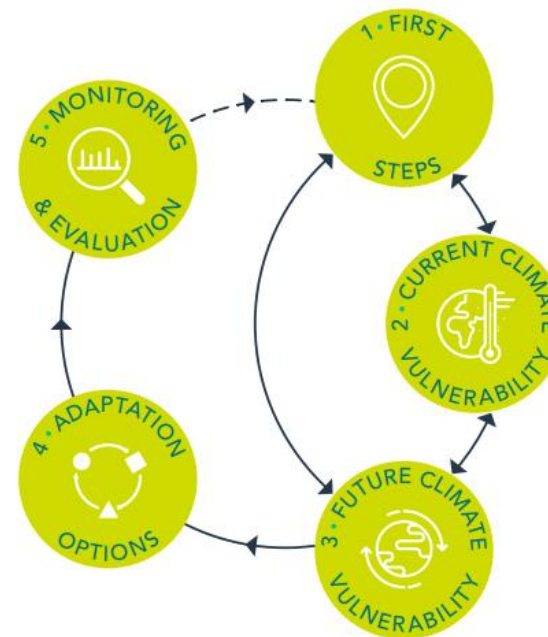 1 • FIRST
STEPS
2 • CURRENT CLIMATE
VULNERABILITY
3 • FUTURE CLIMATE
VULNERABILITY
4 • ADAPTATION
OPTIONS
5 • MONITORING
& EVALUATION